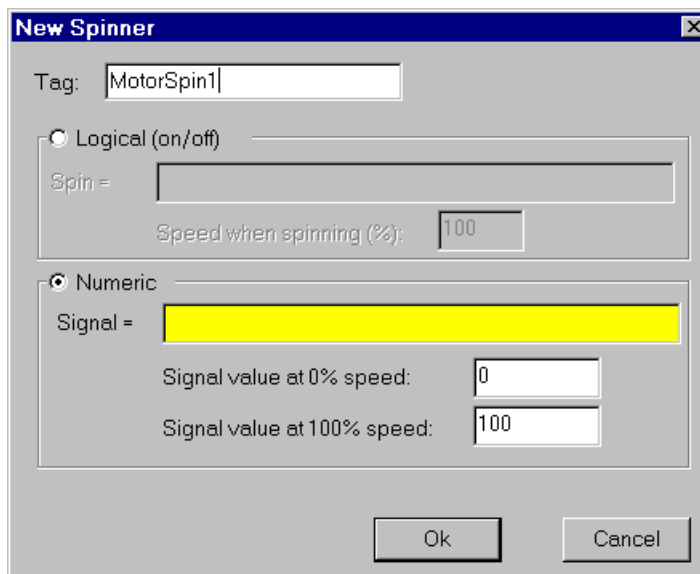 New Spinner
Tag: MotorSpin1
Logical (on/off)
Spin =
Speed when spinning (%): 100
Numeric
Signal =
Signal value at 0% speed: 0
Signal value at 100% speed: 100
Ok Cancel